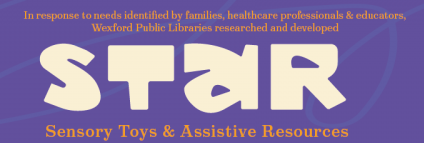 In response to needs identified by families, healthcare professionals & educators,
Wexford Public Libraries researched and developed
STaR
Sensory Toys & Assistive Resources